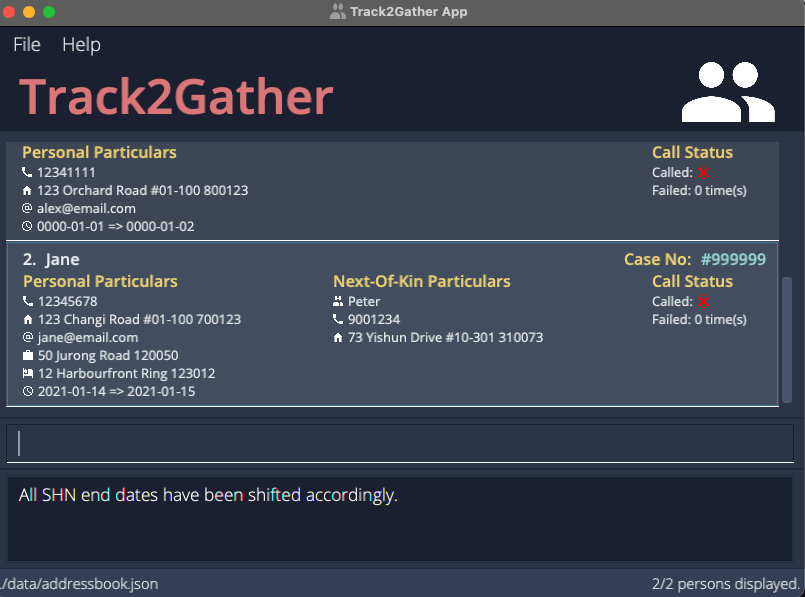 Track2Gather App
File Help
Track2Gather
Personal Particulars Call Status
12341111 Called:
123 Orchard Road #01-100 800123 Failed: 0 time(s)
alex@email.com
0000-01-01 => 0000-01-02
2. Jane Case No: #999999
Personal Particulars Next-Of-Kin Particulars Call Status
12345678 Peter Called:
123 Changi Road #01-100 700123 9001234 Failed: 0 time(s)
jane@email.com 73 Yishun Drive #10-301 310073
50 Jurong Road 120050
12 Harbourfront Ring 123012
2021-01-14 => 2021-01-15
All SHN end dates have been shifted accordingly.
./data/addressbook.json 2/2 persons displayed.